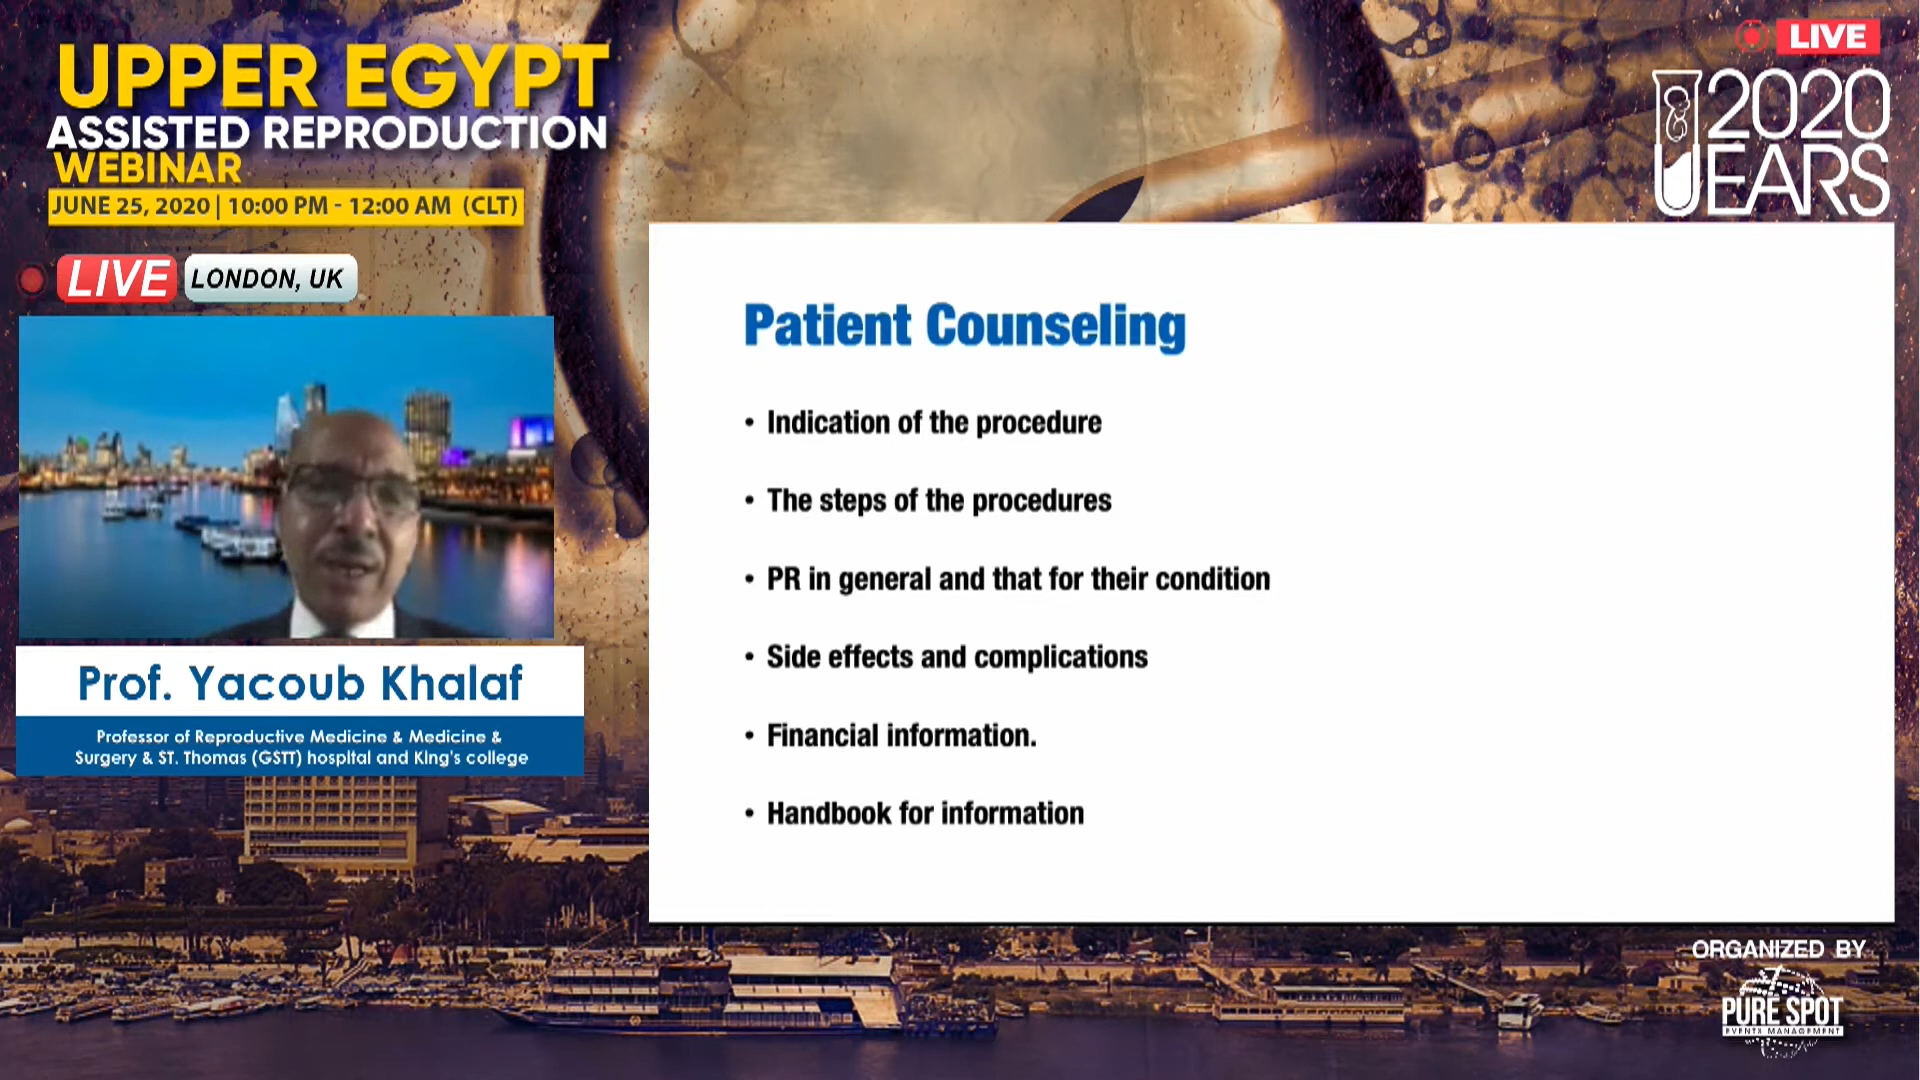 UPPER EGYPT
ASSISTED REPRODUCTION
WEBINAR
JUNE 25, 2020 | 10:00 PM - 12:00 AM (CLT)
LIVE
LONDON, UK
Prof. Yacoub Khalaf
Professor of Reproductive Medicine & Medicine &
Surgery & ST. Thomas (GSTT) hospital and King's college
LIVE
2020
UEARS
Patient Counseling
• Indication of the procedure
• The steps of the procedures
• PR in general and that for their condition
• Side effects and complications
• Financial information.
• Handbook for information
ORGANIZED BY
PURE SPOT
EVENTS MANAGEMENT